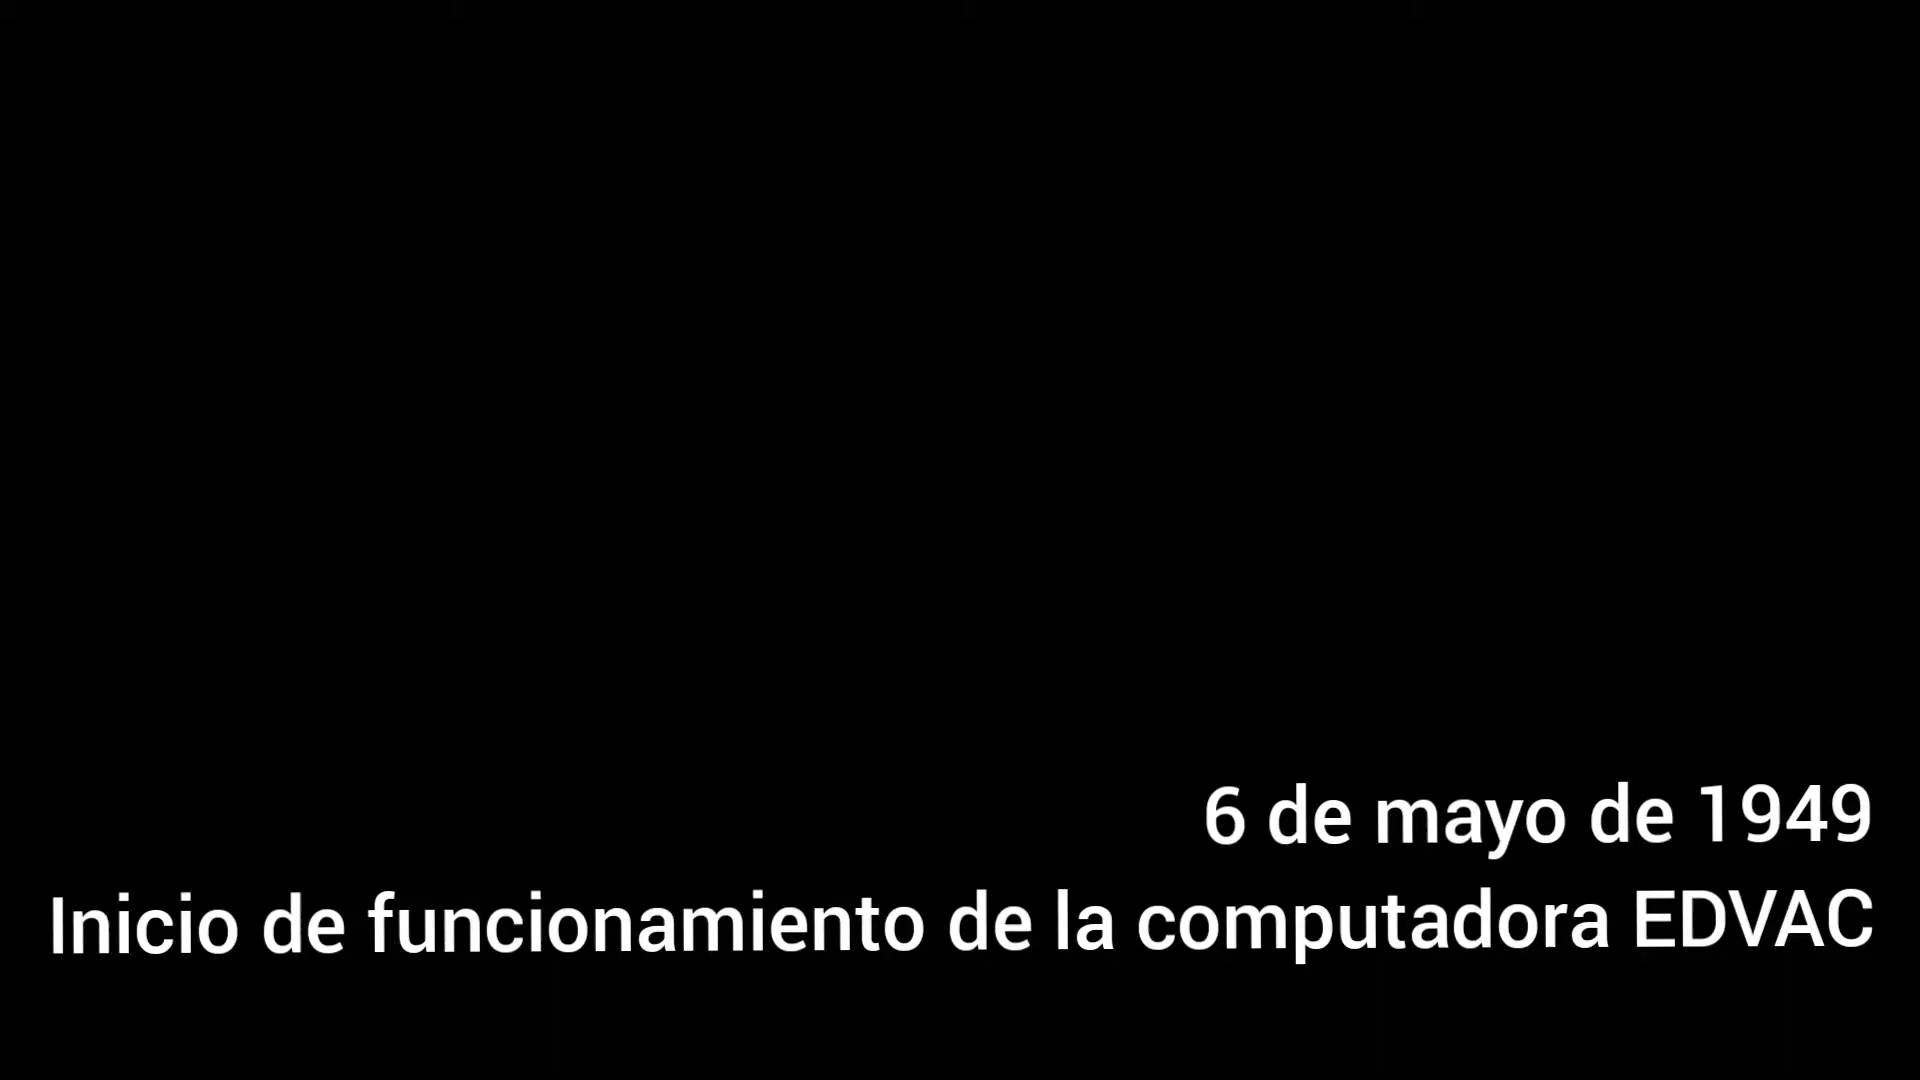 6 de mayo de 1949
Inicio de funcionamiento de la computadora EDVAC